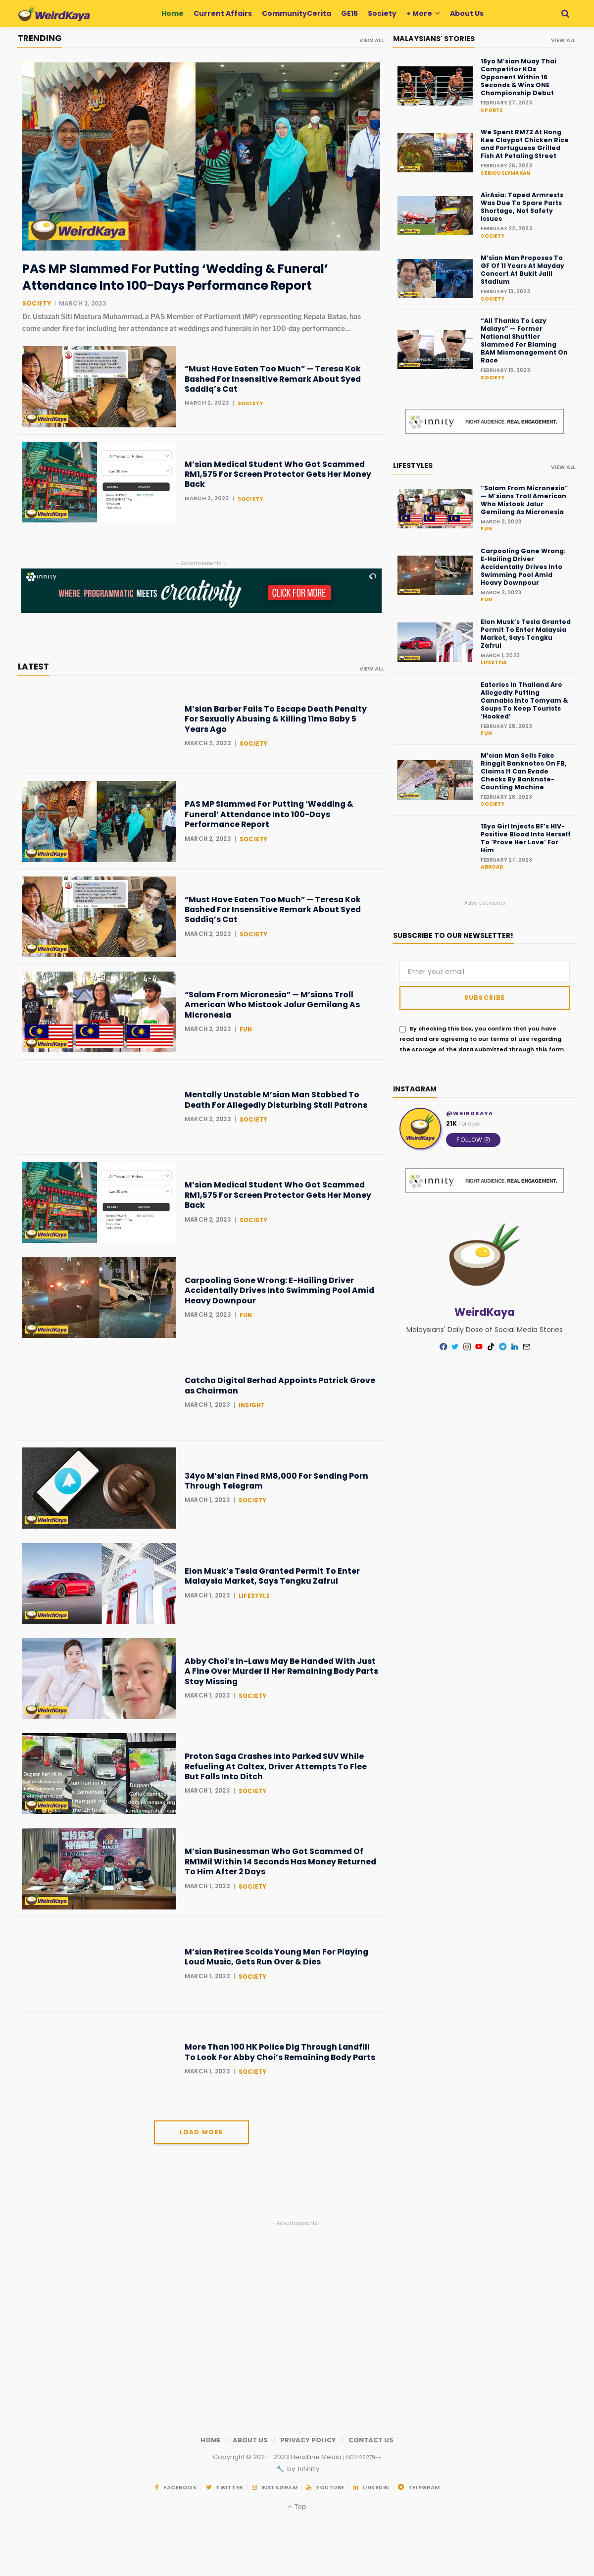 WeirdKaya
Home
Current Affairs
CommunityCerita
GE15
Society
+ More
About Us
TRENDING
VIEW ALL
WeirdKaya
PAS MP Slammed For Putting ‘Wedding & Funeral’
Attendance Into 100-Days Performance Report
SOCIETY | MARCH 2, 2023
Dr. Ustazah Siti Mastura Muhammad, a PAS Member of Parliament (MP) representing Kepala Batas, has
come under fire for including her attendance at weddings and funerals in her 100-day performance...
WeirdKaya
“Must Have Eaten Too Much” — Teresa Kok
Bashed For Insensitive Remark About Syed
Saddiq’s Cat
MARCH 2, 2023 | SOCIETY
WeirdKaya
M’sian Medical Student Who Got Scammed
RM1,575 For Screen Protector Gets Her Money
Back
MARCH 2, 2023 | SOCIETY
- Advertisements -
innity
WHERE PROGRAMMATIC MEETS creativity
CLICK FOR MORE
LATEST
VIEW ALL
M’sian Barber Fails To Escape Death Penalty
For Sexually Abusing & Killing 11mo Baby 5
Years Ago
MARCH 2, 2023 | SOCIETY
WeirdKaya
PAS MP Slammed For Putting ‘Wedding &
Funeral’ Attendance Into 100-Days
Performance Report
MARCH 2, 2023 | SOCIETY
WeirdKaya
“Must Have Eaten Too Much” — Teresa Kok
Bashed For Insensitive Remark About Syed
Saddiq’s Cat
MARCH 2, 2023 | SOCIETY
WeirdKaya
“Salam From Micronesia” — M’sians Troll
American Who Mistook Jalur Gemilang As
Micronesia
MARCH 2, 2023 | FUN
Mentally Unstable M’sian Man Stabbed To
Death For Allegedly Disturbing Stall Patrons
MARCH 2, 2023 | SOCIETY
WeirdKaya
M’sian Medical Student Who Got Scammed
RM1,575 For Screen Protector Gets Her Money
Back
MARCH 2, 2023 | SOCIETY
WeirdKaya
Carpooling Gone Wrong: E-Hailing Driver
Accidentally Drives Into Swimming Pool Amid
Heavy Downpour
MARCH 2, 2023 | FUN
Catcha Digital Berhad Appoints Patrick Grove
as Chairman
MARCH 1, 2023 | INSIGHT
WeirdKaya
34yo M’sian Fined RM8,000 For Sending Porn
Through Telegram
MARCH 1, 2023 | SOCIETY
WeirdKaya
Elon Musk’s Tesla Granted Permit To Enter
Malaysia Market, Says Tengku Zafrul
MARCH 1, 2023 | LIFESTYLE
WeirdKaya
Abby Choi’s In-Laws May Be Handed With Just
A Fine Over Murder If Her Remaining Body Parts
Stay Missing
MARCH 1, 2023 | SOCIETY
WeirdKaya
Proton Saga Crashes Into Parked SUV While
Refueling At Caltex, Driver Attempts To Flee
But Falls Into Ditch
MARCH 1, 2023 | SOCIETY
WeirdKaya
M’sian Businessman Who Got Scammed Of
RM1Mil Within 14 Seconds Has Money Returned
To Him After 2 Days
MARCH 1, 2023 | SOCIETY
M’sian Retiree Scolds Young Men For Playing
Loud Music, Gets Run Over & Dies
MARCH 1, 2023 | SOCIETY
More Than 100 HK Police Dig Through Landfill
To Look For Abby Choi’s Remaining Body Parts
MARCH 1, 2023 | SOCIETY
LOAD MORE
MALAYSIANS' STORIES
VIEW ALL
16yo M’sian Muay Thai
Competitor KOs
Opponent Within 16
Seconds & Wins ONE
Championship Debut
FEBRUARY 27, 2023
SPORTS
We Spent RM72 At Hong
Kee Claypot Chicken Rice
and Portuguese Grilled
Fish At Petaling Street
FEBRUARY 26, 2023
SERIOUSLYMAKAN
AirAsia: Taped Armrests
Was Due To Spare Parts
Shortage, Not Safety
Issues
FEBRUARY 22, 2023
SOCIETY
M’sian Man Proposes To
GF Of 11 Years At Mayday
Concert At Bukit Jalil
Stadium
FEBRUARY 13, 2023
SOCIETY
“All Thanks To Lazy
Malays” — Former
National Shuttler
Slammed For Blaming
BAM Mismanagement On
Race
FEBRUARY 13, 2023
SOCIETY
innity
RIGHT AUDIENCE. REAL ENGAGEMENT.
LIFESTYLES
VIEW ALL
“Salam From Micronesia”
— M’sians Troll American
Who Mistook Jalur
Gemilang As Micronesia
MARCH 2, 2023
FUN
Carpooling Gone Wrong:
E-Hailing Driver
Accidentally Drives Into
Swimming Pool Amid
Heavy Downpour
MARCH 2, 2023
FUN
Elon Musk’s Tesla Granted
Permit To Enter Malaysia
Market, Says Tengku
Zafrul
MARCH 1, 2023
LIFESTYLE
Eateries In Thailand Are
Allegedly Putting
Cannabis Into Tomyam &
Soups To Keep Tourists
‘Hooked’
FEBRUARY 28, 2023
FUN
M’sian Man Sells Fake
Ringgit Banknotes On FB,
Claims It Can Evade
Checks By Banknote-
Counting Machine
FEBRUARY 28, 2023
SOCIETY
15yo Girl Injects BF’s HIV-
Positive Blood Into Herself
To ‘Prove Her Love’ For
Him
FEBRUARY 27, 2023
ABROAD
- Advertisements -
SUBSCRIBE TO OUR NEWSLETTER!
Enter your email
SUBSCRIBE
By checking this box, you confirm that you have
read and are agreeing to our terms of use regarding
the storage of the data submitted through this form.
INSTAGRAM
WeirdKaya
@WEIRDKAYA
21K Follower
FOLLOW
innity
RIGHT AUDIENCE. REAL ENGAGEMENT.
WeirdKaya
Malaysians' Daily Dose of Social Media Stories
- Advertisements -
HOME / ABOUT US / PRIVACY POLICY / CONTACT US
Copyright © 2021 - 2023 Headline Media | NO.1426279-H
by Infinitly
FACEBOOK / TWITTER / INSTAGRAM / YOUTUBE / LINKEDIN / TELEGRAM
Top